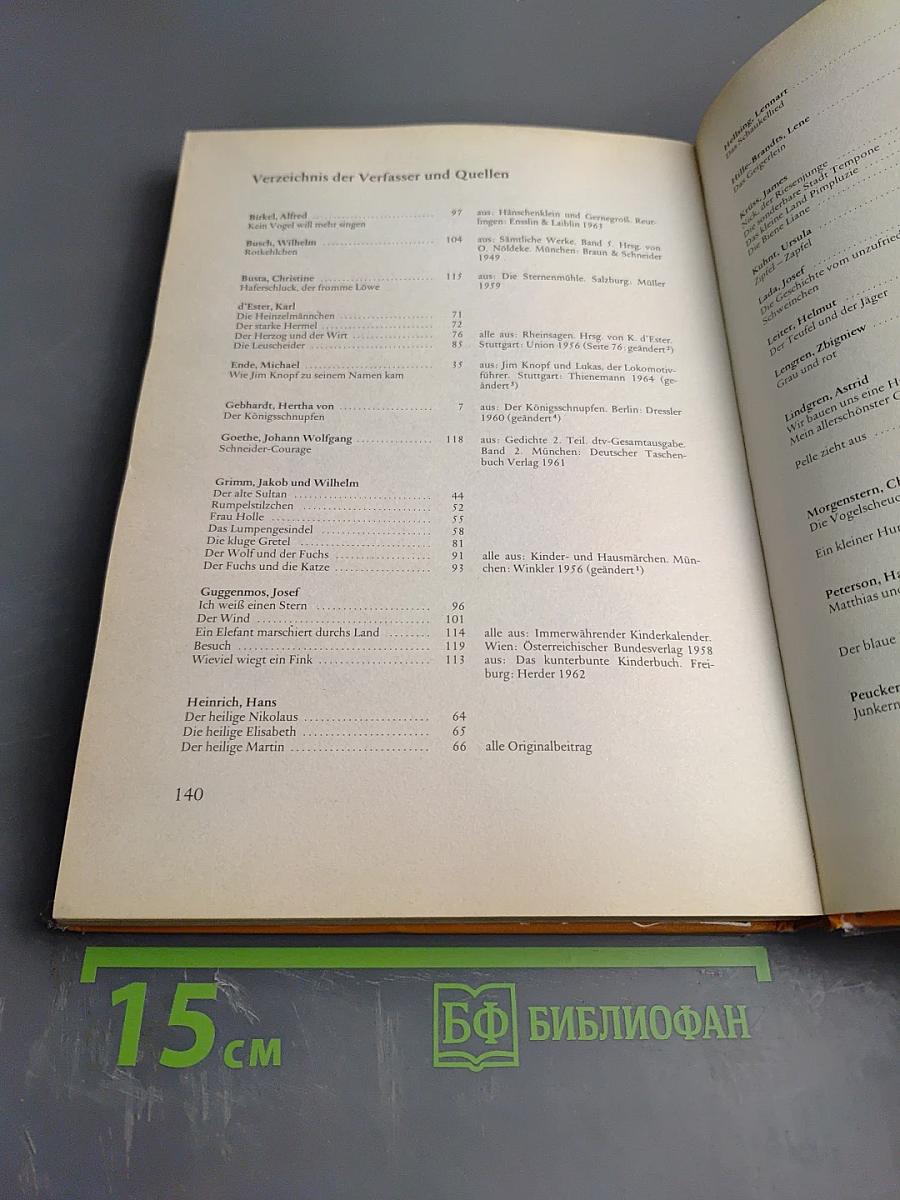 Verzeichnis der Verfasser und Quellen
Birkel, Alfred ........ 97 aus: Hänschenklein und Gernegroß. Reut-
Kein Vogel will mehr singen lingen: Ensslin & Laiblin 1961
Busch, Wilhelm ........ 104 aus: Sämtliche Werke, Band 5. Hrsg. von
Rotkehlchen O. Nöldeke. München: Braun & Schneider
1949
Busta, Christine ........ 115 aus: Die Sternenmühle. Salzburg: Müller
Haferschluck, der fromme Löwe 1959
d'Ester, Karl
Die Heinzelmännchen ........ 71
Der starke Hermel ........ 72
Der Herzog und der Wirt ........ 76 alle aus: Rheinsagen. Hrsg. von K. d'Ester.
Die Leuscheider ........ 85 Stuttgart: Union 1956 (Seite 76: geändert²)
Ende, Michael ........ 35 aus: Jim Knopf und Lukas, der Lokomotiv-
Wie Jim Knopf zu seinem Namen kam führer. Stuttgart: Thienemann 1964 (ge-
ändert³)
Gebhardt, Hertha von ........ 7 aus: Der Königsschnupfen. Berlin: Dressler
Der Königsschnupfen 1960 (geändert⁴)
Goethe, Johann Wolfgang ........ 118 aus: Gedichte 2. Teil. dtv-Gesamtausgabe.
Schneider-Courage Band 2. München: Deutscher Taschen-
buch Verlag 1961
Grimm, Jakob und Wilhelm
Der alte Sultan ........ 44
Rumpelstilzchen ........ 52
Frau Holle ........ 55
Das Lumpengesindel ........ 58
Die kluge Gretel ........ 81
Der Wolf und der Fuchs ........ 91 alle aus: Kinder- und Hausmärchen. Mün-
Der Fuchs und die Katze ........ 93 chen: Winkler 1956 (geändert¹)
Guggenmos, Josef
Ich weiß einen Stern ........ 96
Der Wind ........ 101
Ein Elefant marschiert durchs Land ........ 114 alle aus: Immerwährender Kinderkalender.
Besuch ........ 119 Wien: Österreichischer Bundesverlag 1958
Wieviel wiegt ein Fink ........ 113 aus: Das kunterbunte Kinderbuch. Frei-
burg: Herder 1962
Heinrich, Hans
Der heilige Nikolaus ........ 64
Die heilige Elisabeth ........ 65
Der heilige Martin ........ 66 alle Originalbeitrag
140
Hellsing, Lennart
Das Schaukellied
Hille-Brandts, Lene
Das Geigerlein
Krüss, James
Nick, der Riesenjunge
Die sonderbare Stadt Tempone
Das kleine Land Pimpluzie
Die Biene Liane
Kuhnt, Ursula
Zipfel – Zapfel
Lada, Josef
Die Geschichte vom unzufried
Schweinchen
Leiter, Helmut
Der Teufel und der Jäger
Lengren, Zbigniew
Grau und rot
Lindgren, Astrid
Wir bauen uns eine H
Mein allerschönster G
Pelle zieht aus
Morgenstern, Ch
Die Vogelscheuc
Ein kleiner Hun
Peterson, Ha
Matthias und
Der blaue
Peucker
Junkern
15 см
БФ БИБЛИОФАН